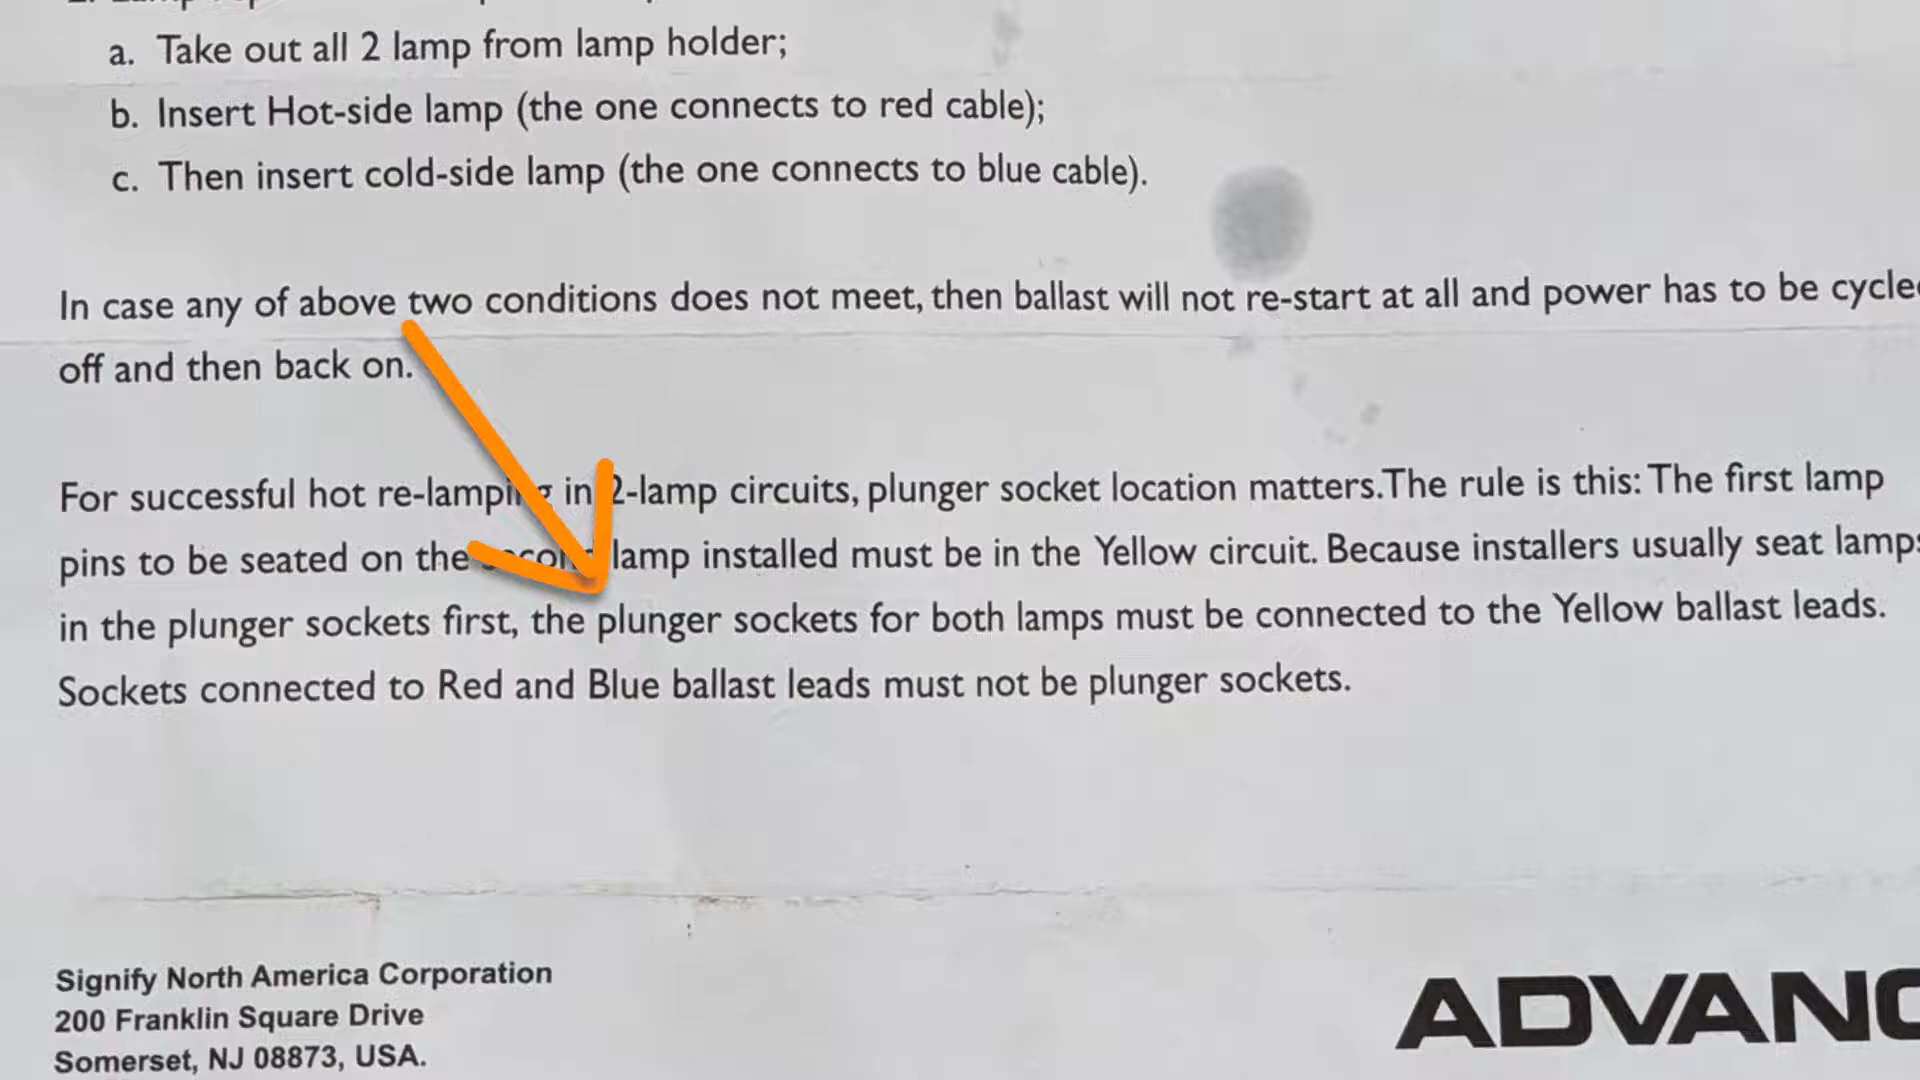 a. Take out all 2 lamp from lamp holder;
b. Insert Hot-side lamp (the one connects to red cable);
c. Then insert cold-side lamp (the one connects to blue cable).
In case any of above two conditions does not meet, then ballast will not re-start at all and power has to be cycle
off and then back on.
For successful hot re-lamping in 2-lamp circuits, plunger socket location matters. The rule is this: The first lamp
pins to be seated on the second lamp installed must be in the Yellow circuit. Because installers usually seat lamps
in the plunger sockets first, the plunger sockets for both lamps must be connected to the Yellow ballast leads.
Sockets connected to Red and Blue ballast leads must not be plunger sockets.
Signify North America Corporation
200 Franklin Square Drive
Somerset, NJ 08873, USA.
ADVANC